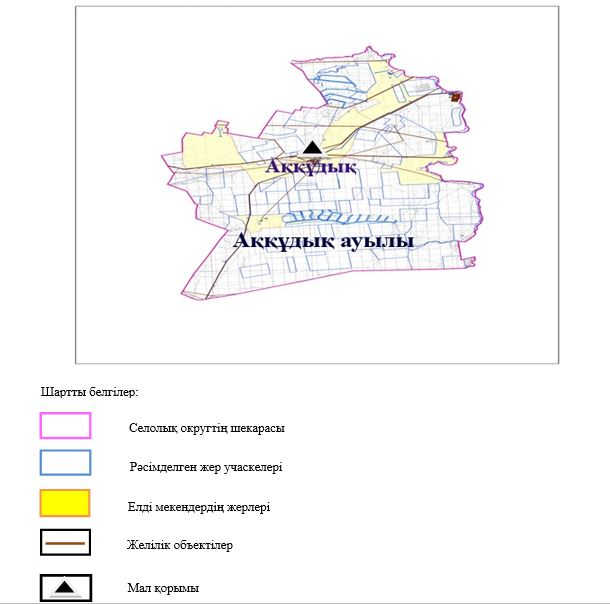 Аққұдық
Аққұдық ауылы
Шартты белгілер:
Селолық округтің шекарасы
Рәсімделген жер учаскелері
Елді мекендердің жерлері
Желілік объектілер
Мал қорымы